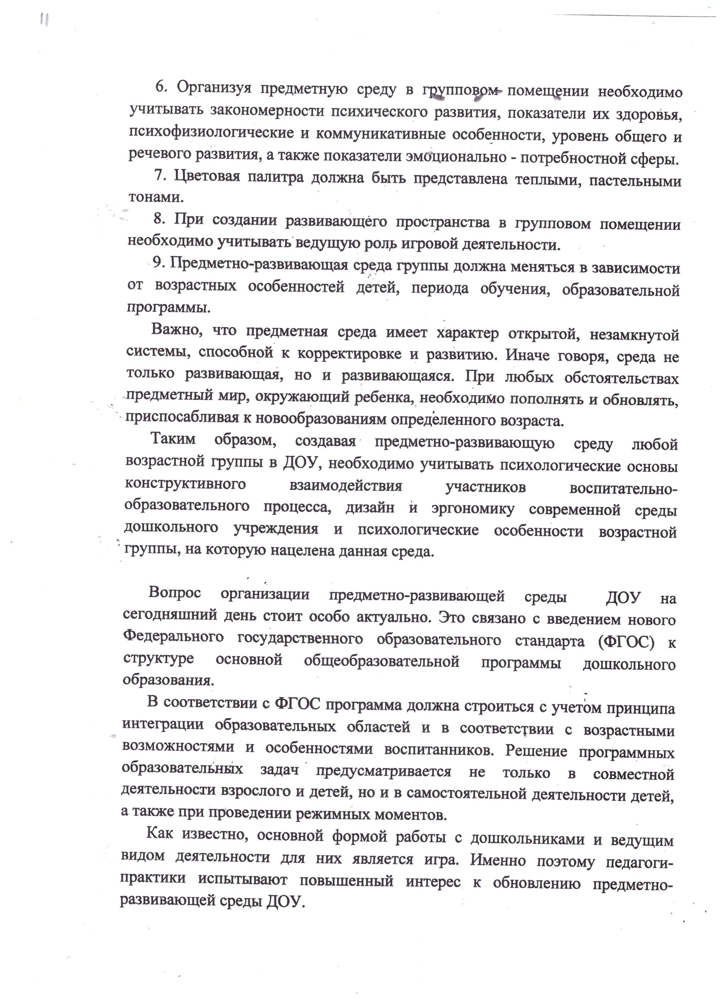 11
6. Организуя предметную среду в групповом помещении необходимо
учитывать закономерности психического развития, показатели их здоровья,
психофизиологические и коммуникативные особенности, уровень общего и
речевого развития, а также показатели эмоционально - потребностной сферы.
7. Цветовая палитра должна быть представлена теплыми, пастельными
тонами.
8. При создании развивающего пространства в групповом помещении
необходимо учитывать ведущую роль игровой деятельности.
9. Предметно-развивающая среда группы должна меняться в зависимости
от возрастных особенностей детей, периода обучения, образовательной
программы.
Важно, что предметная среда имеет характер открытой, незамкнутой
системы, способной к корректировке и развитию. Иначе говоря, среда не
только развивающая, но и развивающаяся. При любых обстоятельствах
предметный мир, окружающий ребенка, необходимо пополнять и обновлять,
приспосабливая к новообразованиям определенного возраста.
Таким образом, создавая предметно-развивающую среду любой
возрастной группы в ДОУ, необходимо учитывать психологические основы
конструктивного взаимодействия участников воспитательно-
образовательного процесса, дизайн и эргономику современной среды
дошкольного учреждения и психологические особенности возрастной
группы, на которую нацелена данная среда.
Вопрос организации предметно-развивающей среды ДОУ на
сегодняшний день стоит особо актуально. Это связано с введением нового
Федерального государственного образовательного стандарта (ФГОС) к
структуре основной общеобразовательной программы дошкольного
образования.
В соответствии с ФГОС программа должна строиться с учетом принципа
интеграции образовательных областей и в соответствии с возрастными
возможностями и особенностями воспитанников. Решение программных
образовательных задач предусматривается не только в совместной
деятельности взрослого и детей, но и в самостоятельной деятельности детей,
а также при проведении режимных моментов.
Как известно, основной формой работы с дошкольниками и ведущим
видом деятельности для них является игра. Именно поэтому педагоги-
практики испытывают повышенный интерес к обновлению предметно-
развивающей среды ДОУ.